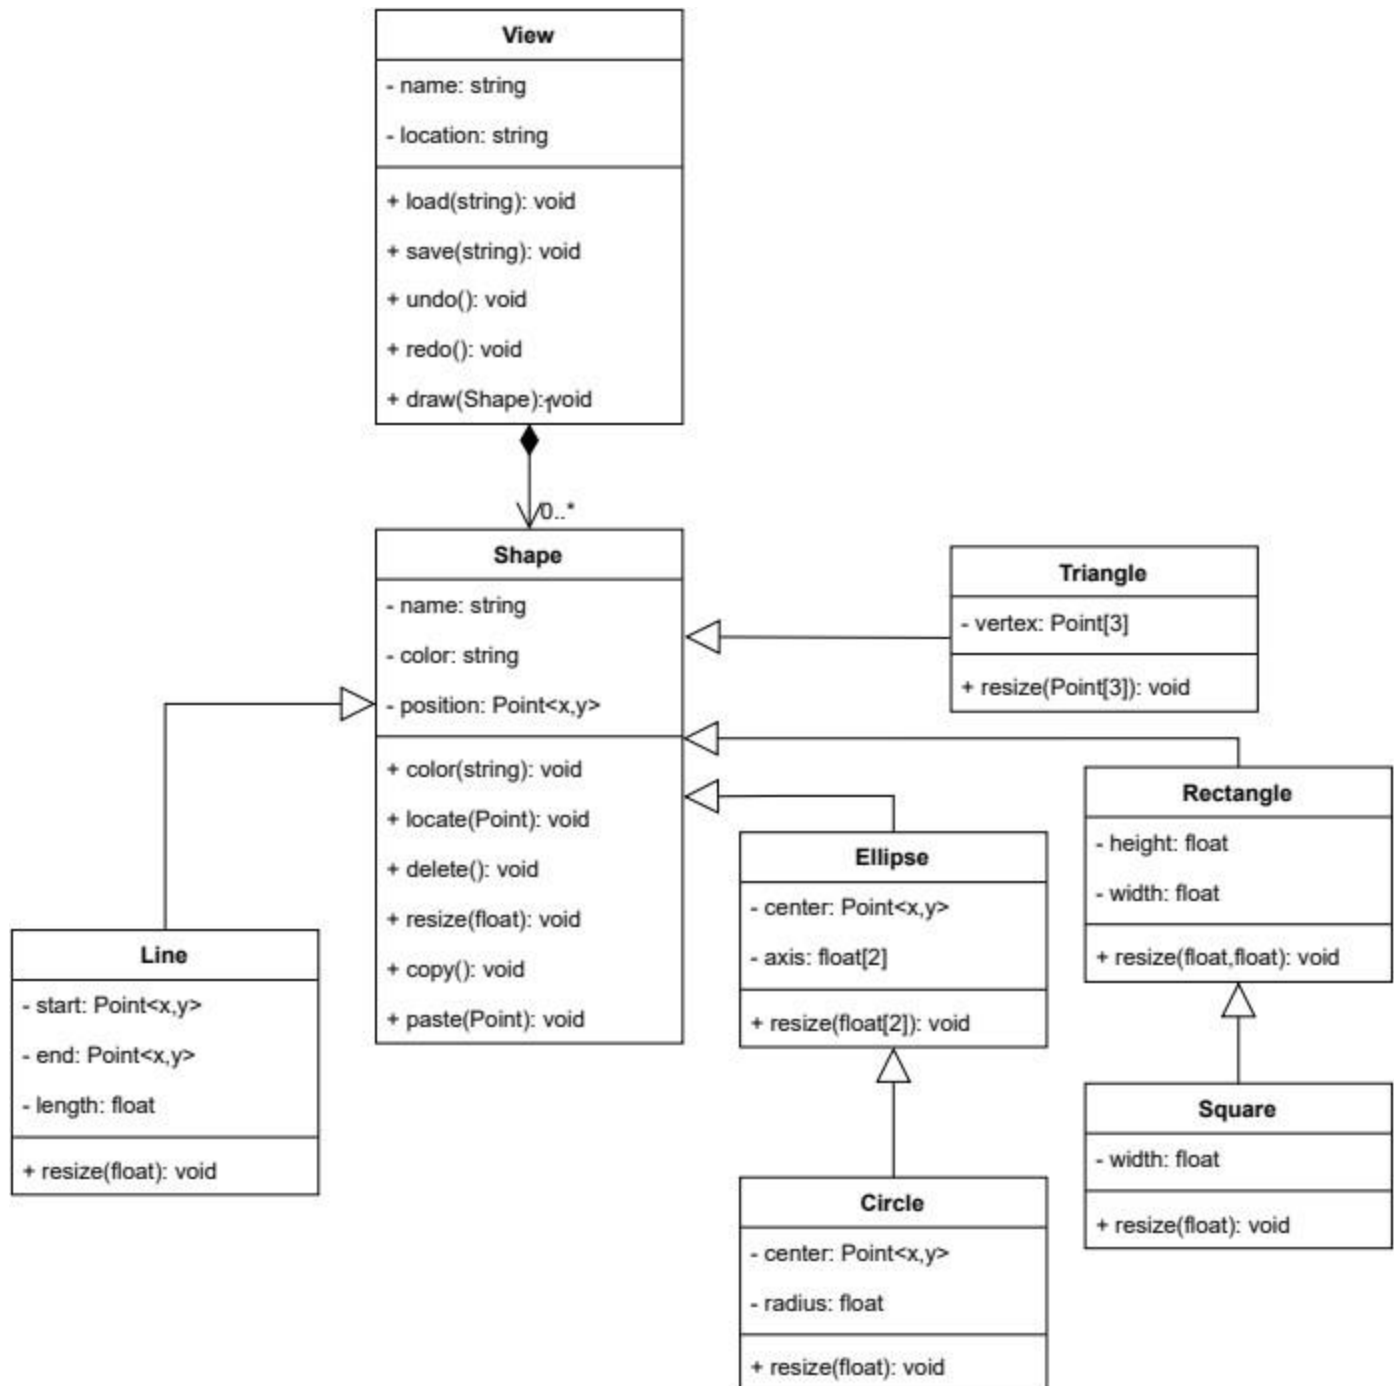 View
- name: string
- location: string
+ load(string): void
+ save(string): void
+ undo(): void
+ redo(): void
+ draw(Shape): void
1
0..*
Shape
- name: string
- color: string
- position: Point<x,y>
+ color(string): void
+ locate(Point): void
+ delete(): void
+ resize(float): void
+ copy(): void
+ paste(Point): void
Triangle
- vertex: Point[3]
+ resize(Point[3]): void
Rectangle
- height: float
- width: float
+ resize(float,float): void
Ellipse
- center: Point<x,y>
- axis: float[2]
+ resize(float[2]): void
Line
- start: Point<x,y>
- end: Point<x,y>
- length: float
+ resize(float): void
Square
- width: float
+ resize(float): void
Circle
- center: Point<x,y>
- radius: float
+ resize(float): void